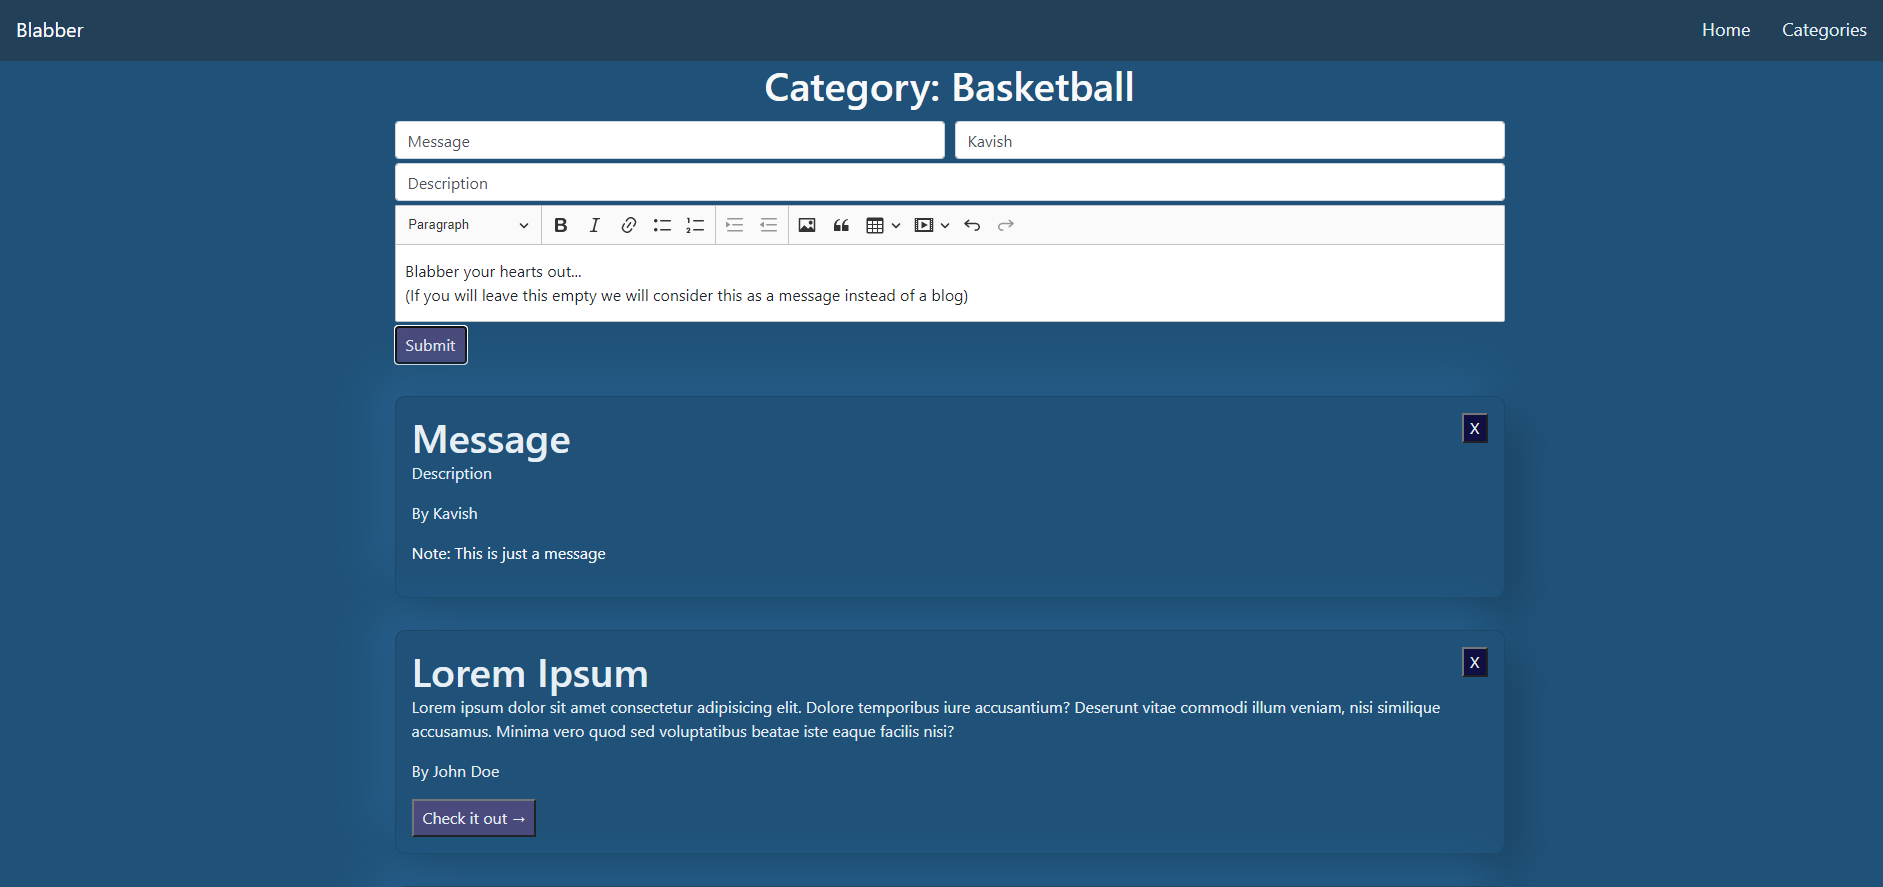 Blabber
Home
Categories
Category: Basketball
Message
Kavish
Description
Paragraph
Blabber your hearts out...
(If you will leave this empty we will consider this as a message instead of a blog)
Submit
Message
X
Description
By Kavish
Note: This is just a message
Lorem Ipsum
X
Lorem ipsum dolor sit amet consectetur adipisicing elit. Dolore temporibus iure accusantium? Deserunt vitae commodi illum veniam, nisi similique
accusamus. Minima vero quod sed voluptatibus beatae iste eaque facilis nisi?
By John Doe
Check it out →